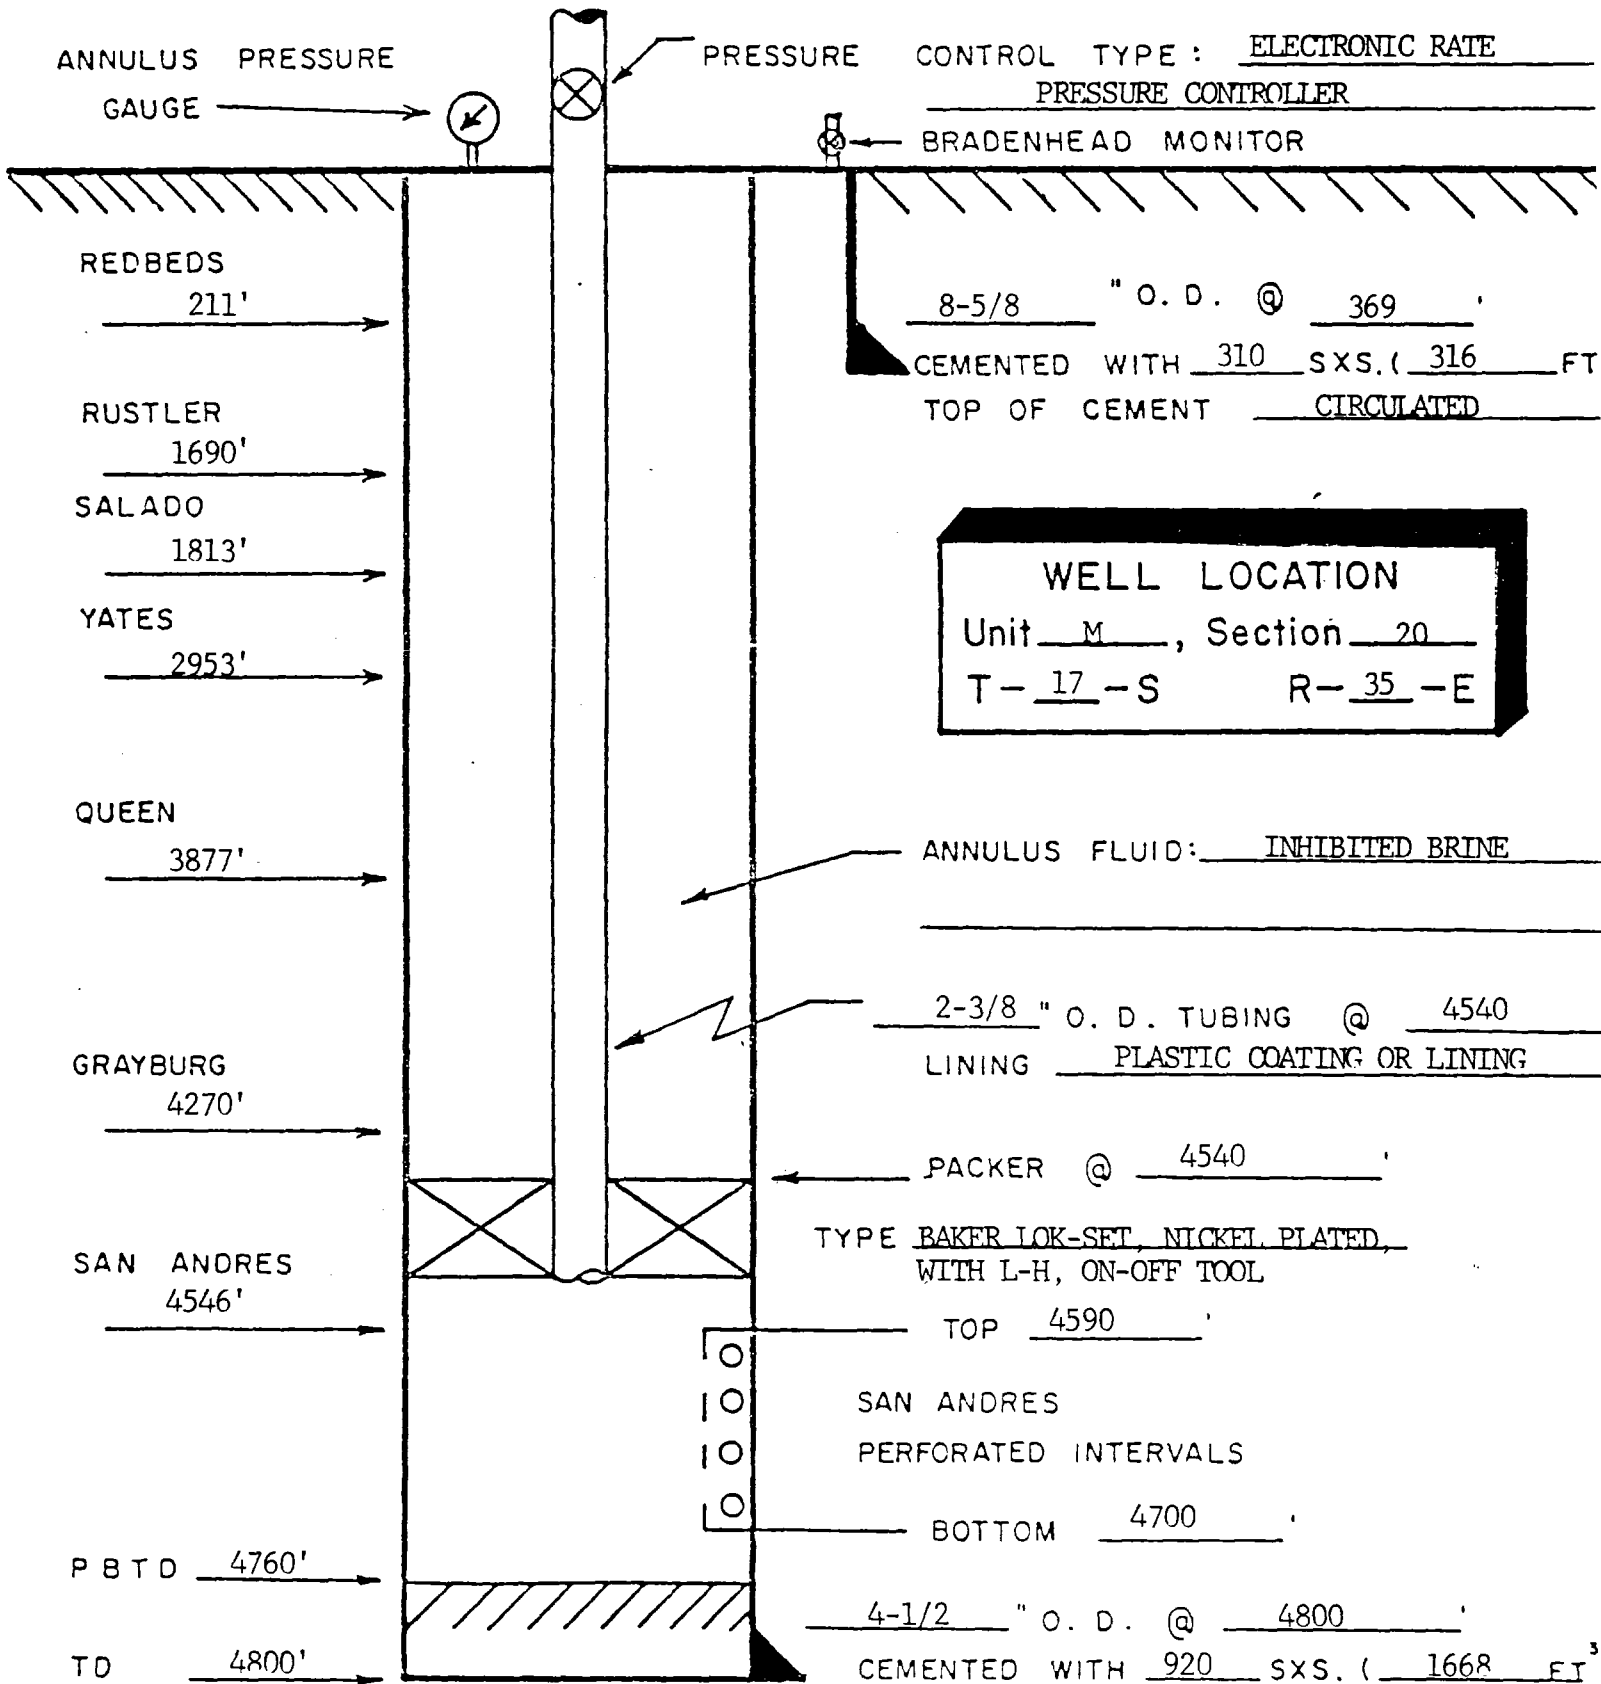 ANNULUS PRESSURE
GAUGE
PRESSURE CONTROL TYPE: ELECTRONIC RATE
PRESSURE CONTROLLER
BRADENHEAD MONITOR
REDBEDS
211'
8-5/8 " O. D. @ 369 '
CEMENTED WITH 310 SXS. ( 316 FT
TOP OF CEMENT CIRCULATED
RUSTLER
1690'
SALADO
1813'
YATES
2953'
WELL LOCATION
Unit M , Section 20
T- 17 -S R- 35 -E
QUEEN
3877'
ANNULUS FLUID: INHIBITED BRINE
2-3/8 " O. D. TUBING @ 4540
LINING PLASTIC COATING OR LINING
GRAYBURG
4270'
PACKER @ 4540 '
TYPE BAKER LOK-SET, NICKEL PLATED,
WITH L-H, ON-OFF TOOL
SAN ANDRES
4546'
TOP 4590 '
SAN ANDRES
PERFORATED INTERVALS
BOTTOM 4700 '
PBTD 4760'
4-1/2 " O. D. @ 4800 '
TD 4800'
CEMENTED WITH 920 SXS. ( 1668 FT³